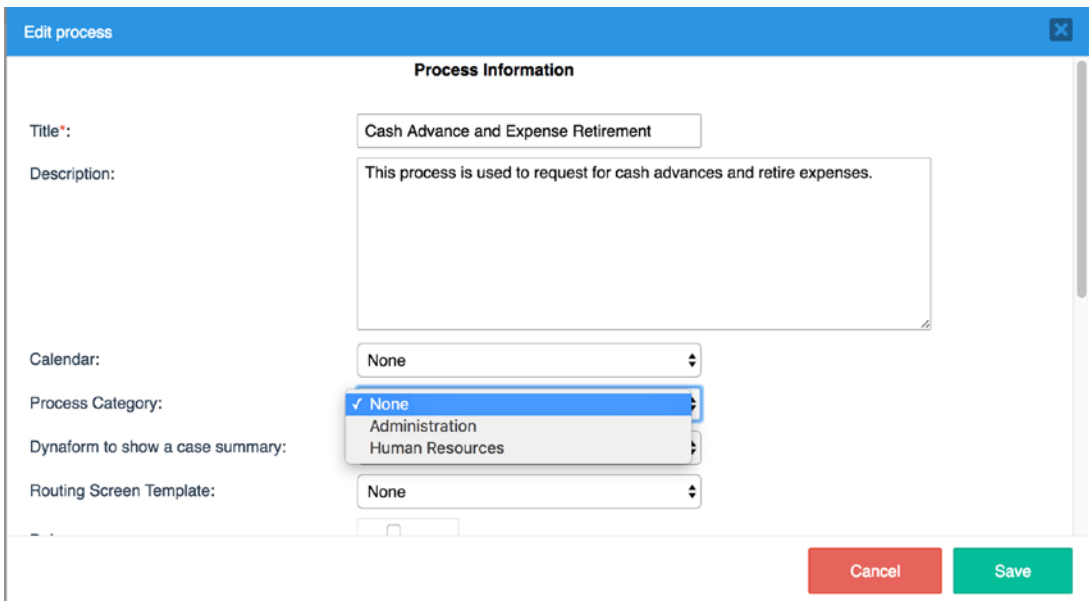 Edit process
Process Information
Title*:
Cash Advance and Expense Retirement
Description:
This process is used to request for cash advances and retire expenses.
Calendar:
None
Process Category:
✓ None
Administration
Human Resources
Dynaform to show a case summary:
Routing Screen Template:
None
Cancel
Save